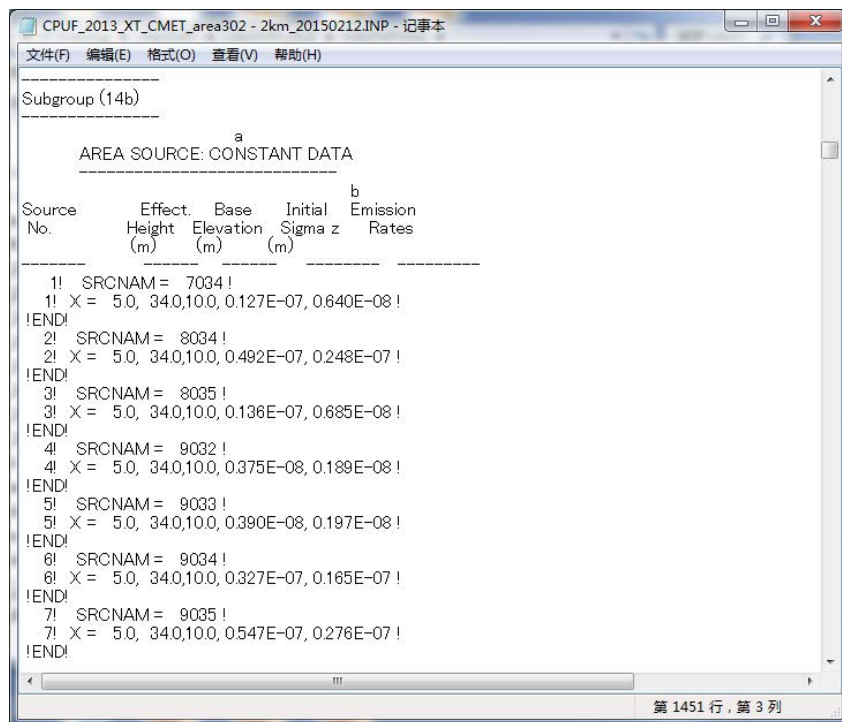 CPUF_2013_XT_CMET_area302 - 2km_20150212.INP - 记事本
文件(F) 编辑(E) 格式(O) 查看(V) 帮助(H)
---------------
Subgroup (14b)
---------------
a
AREA SOURCE: CONSTANT DATA
----------------------------
b
Source Effect. Base Initial Emission
No. Height Elevation Sigma z Rates
(m) (m) (m)
------- ------ ------ -------- ---------
1! SRCNAM = 7034 !
1! X = 5.0, 34.0,10.0, 0.127E-07, 0.640E-08 !
!END!
2! SRCNAM = 8034 !
2! X = 5.0, 34.0,10.0, 0.492E-07, 0.248E-07 !
!END!
3! SRCNAM = 8035 !
3! X = 5.0, 34.0,10.0, 0.136E-07, 0.685E-08 !
!END!
4! SRCNAM = 9032 !
4! X = 5.0, 34.0,10.0, 0.375E-08, 0.189E-08 !
!END!
5! SRCNAM = 9033 !
5! X = 5.0, 34.0,10.0, 0.390E-08, 0.197E-08 !
!END!
6! SRCNAM = 9034 !
6! X = 5.0, 34.0,10.0, 0.327E-07, 0.165E-07 !
!END!
7! SRCNAM = 9035 !
7! X = 5.0, 34.0,10.0, 0.547E-07, 0.276E-07 !
!END!
第 1451 行，第 3 列